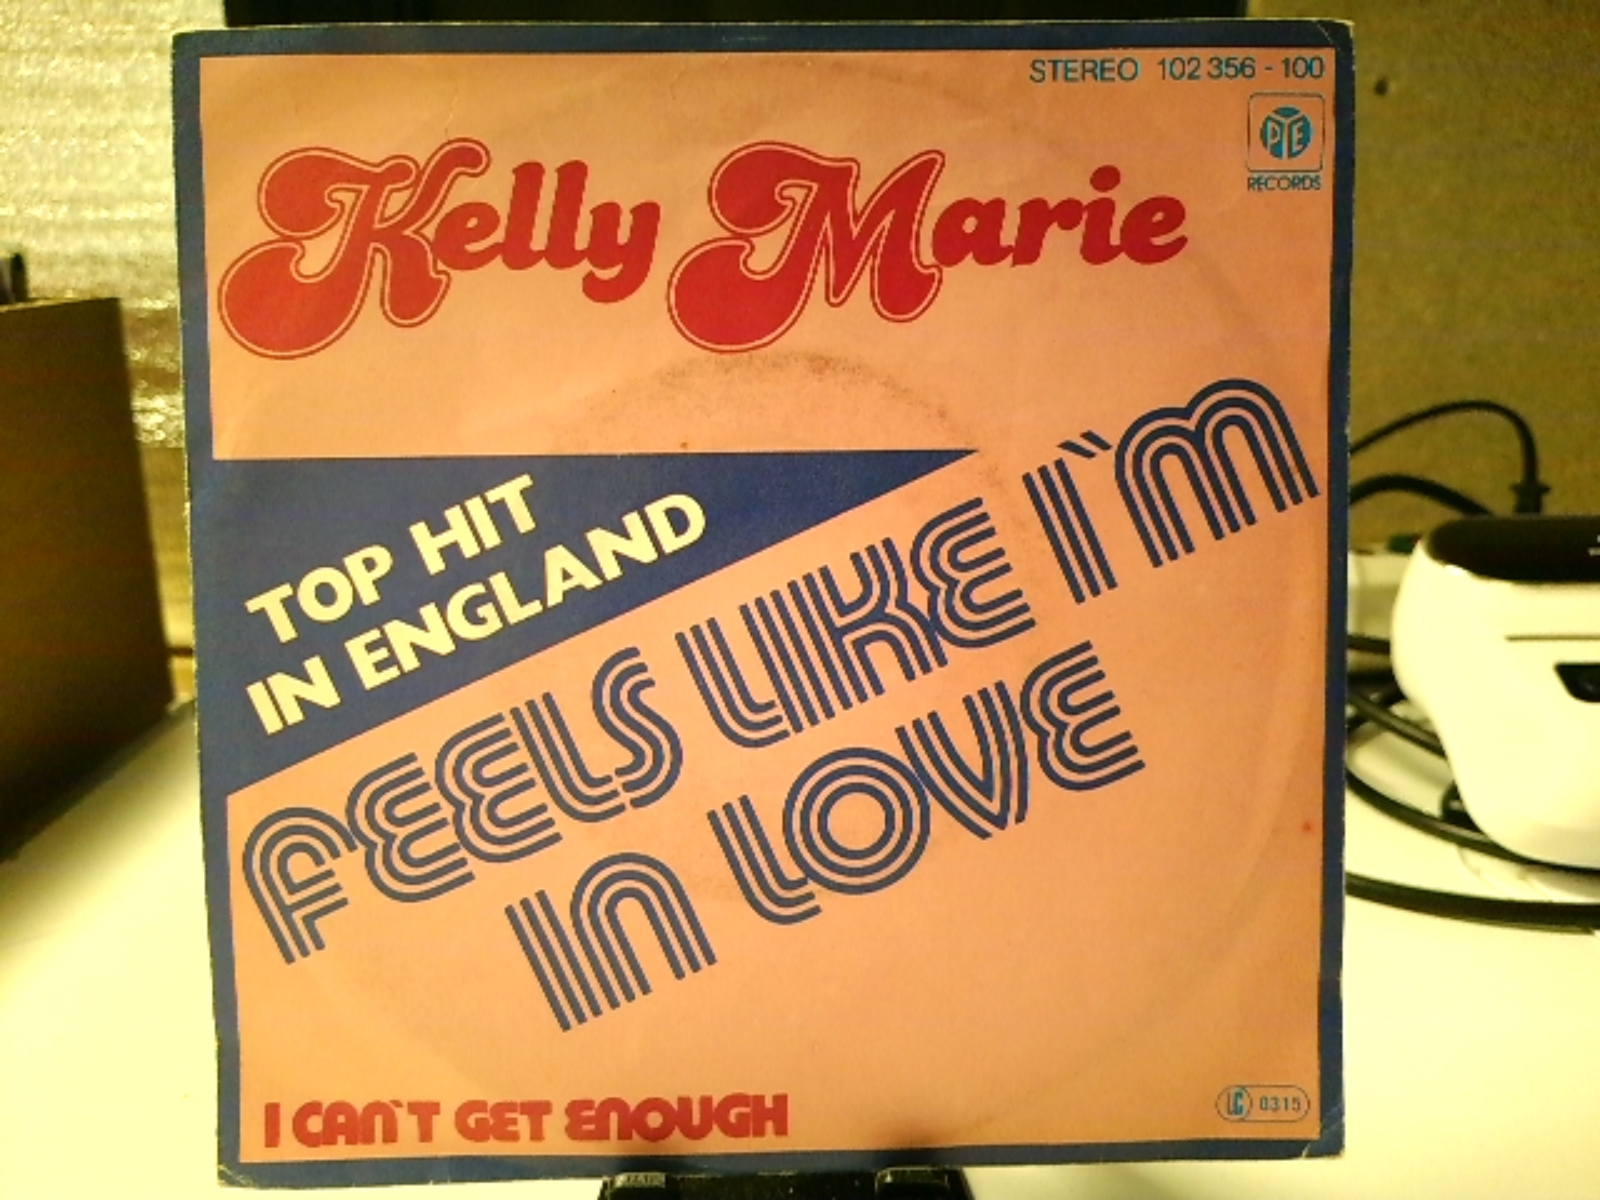 STEREO 102 356 - 100
PYE
RECORDS
Kelly Marie
TOP HIT
IN ENGLAND
FEELS LIKE I'M
IN LOVE
I CAN'T GET ENOUGH
LC 0315